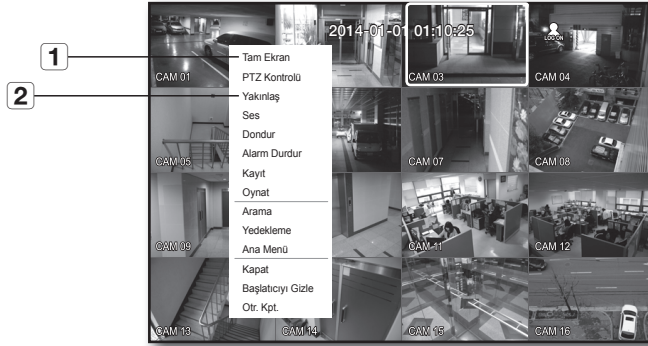 1
2
2014-01-01 01:10:25
LOG ON
CAM 01
CAM 03
CAM 04
Tam Ekran
PTZ Kontrolü
Yakınlaş
Ses
Dondur
Alarm Durdur
Kayıt
Oynat
Arama
Yedekleme
Ana Menü
Kapat
Başlatıcıyı Gizle
Otr. Kpt.
CAM 05
CAM 07
CAM 08
CAM 09
CAM 11
CAM 12
CAM 13
CAM 14
CAM 15
CAM 16